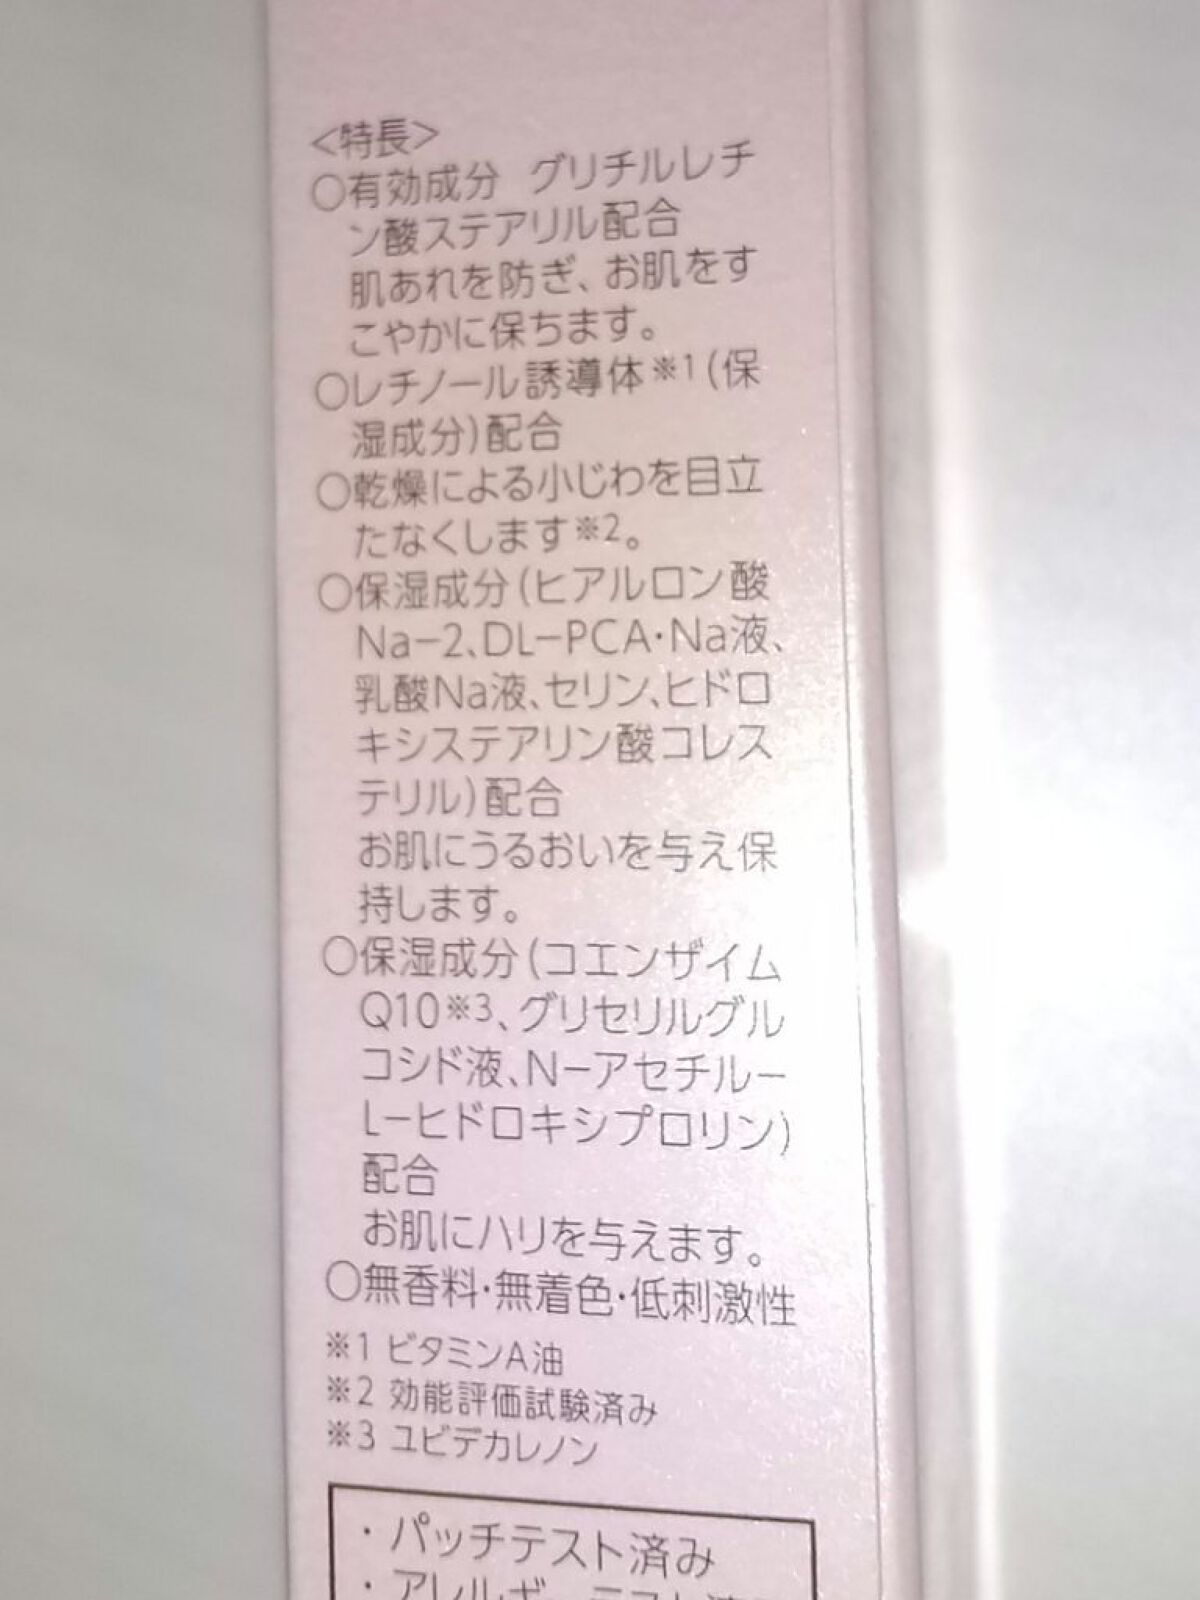 <特長>
○有効成分 グリチルレチ
ン酸ステアリル配合
肌あれを防ぎ、お肌をす
こやかに保ちます。
○レチノール誘導体※1(保
湿成分)配合
○乾燥による小じわを目立
たなくします※2。
○保湿成分(ヒアルロン酸
Na−2、DL−PCA・Na液、
乳酸Na液、セリン、ヒドロ
キシステアリン酸コレス
テリル)配合
お肌にうるおいを与え保
持します。
○保湿成分(コエンザイム
Q10※3、グリセリルグル
コシド液、N−アセチル−
L−ヒドロキシプロリン)
配合
お肌にハリを与えます。
○無香料・無着色・低刺激性
※1 ビタミンA油
※2 効能評価試験済み
※3 ユビデカレノン
・パッチテスト済み
・アレルギーテスト済